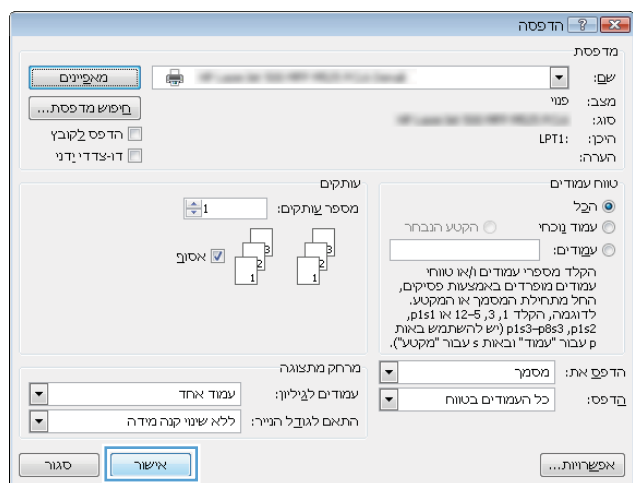 הדפסה
מדפסת
שם:
מאפיינים
מצב: פנוי
חיפוש מדפסת...
סוג:
היכן: LPT1:
הדפס לקובץ
הערה:
דו-צדדי ידני
טווח עמודים
הכל
עמוד נוכחי הקטע הנבחר
עמודים:
הקלד מספרי עמודים ו/או טווחי
עמודים מופרדים באמצעות פסיקים,
החל מתחילת המסמך או המקטע.
לדוגמה, הקלד 1, 3, 5–12 או p1s1,
p1s2, p1s3–p8s3 (יש להשתמש באות
p עבור "עמוד" ובאות s עבור "מקטע").
עותקים
מספר עותקים: 1
אסוף
הדפס את: מסמך
הדפס: כל העמודים בטווח
מרחק מתצוגה
עמודים לגיליון: עמוד אחד
התאם לגודל הנייר: ללא שינוי קנה מידה
אפשרויות...
אישור
סגור